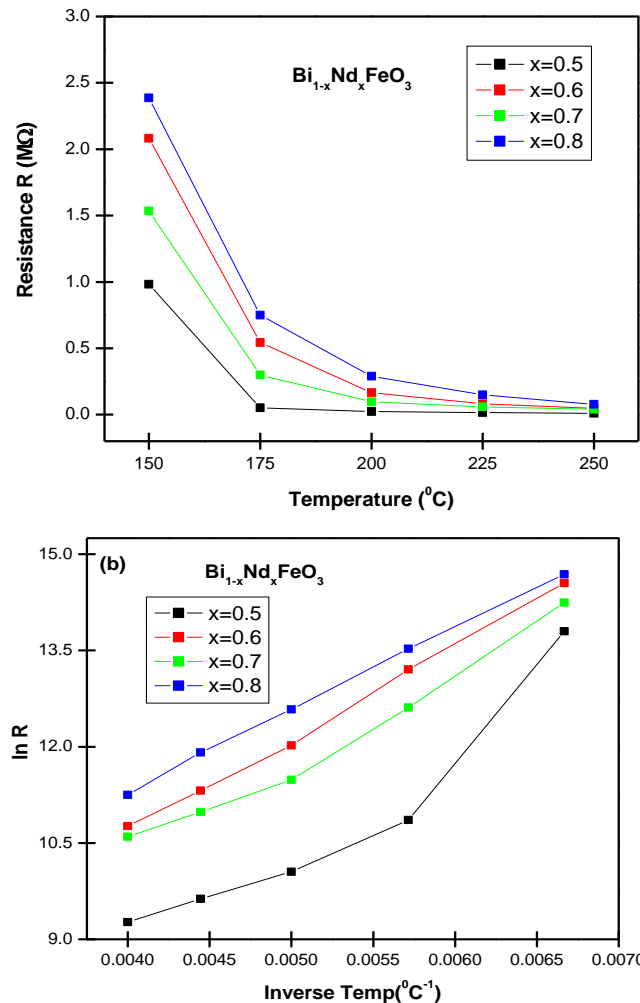 3.0
2.5
2.0
1.5
1.0
0.5
0.0
Resistance R (MΩ)
Bi1-xNdxFeO3
x=0.5
x=0.6
x=0.7
x=0.8
150 175 200 225 250
Temperature (0C)
(b)
Bi1-xNdxFeO3
x=0.5
x=0.6
x=0.7
x=0.8
15.0
13.5
12.0
10.5
9.0
ln R
0.0040 0.0045 0.0050 0.0055 0.0060 0.0065 0.0070
Inverse Temp(0C-1)